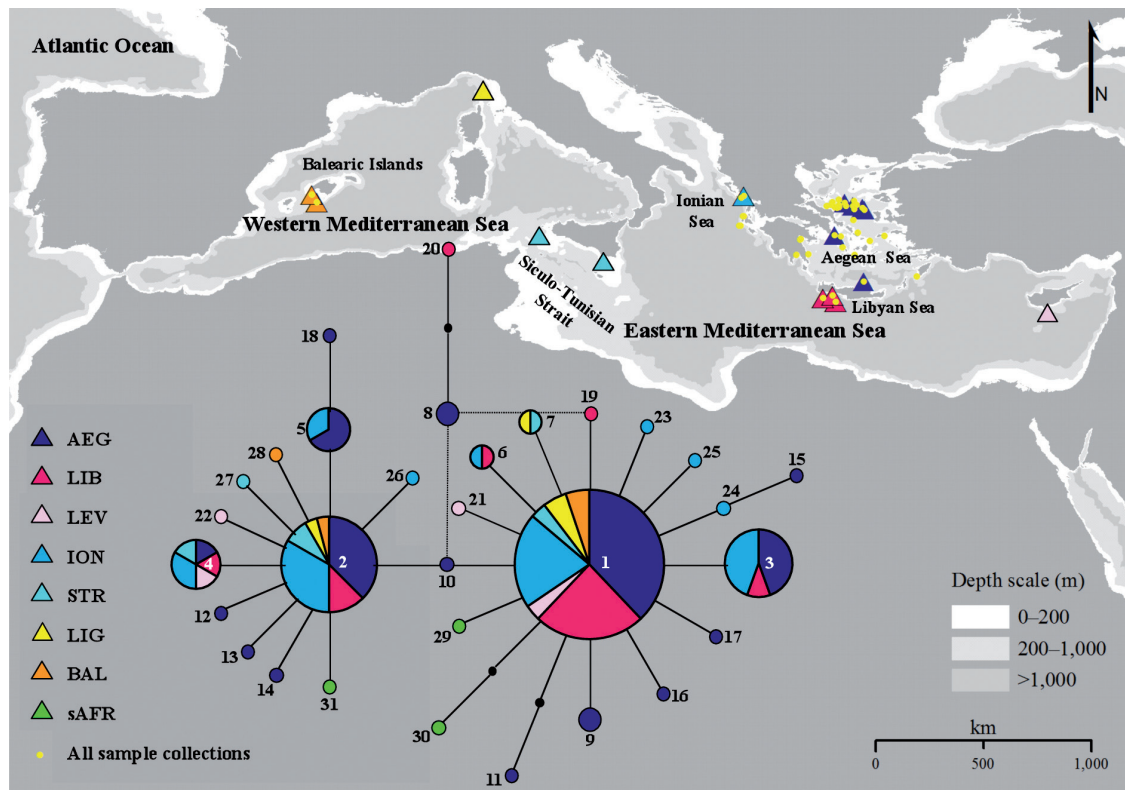 Atlantic Ocean
N
Balearic Islands
Western Mediterranean Sea
Ionian
Sea
Aegean Sea
Siculo-Tunisian
Strait
Libyan Sea
Eastern Mediterranean Sea
20
18
8
19
7
23
5
6
25
15
28
26
27
24
21
22
4
2
10
1
3
12
29
13
17
14
31
16
30
9
11
AEG
LIB
LEV
ION
STR
LIG
BAL
sAFR
All sample collections
Depth scale (m)
0–200
200–1,000
>1,000
km
0 500 1,000